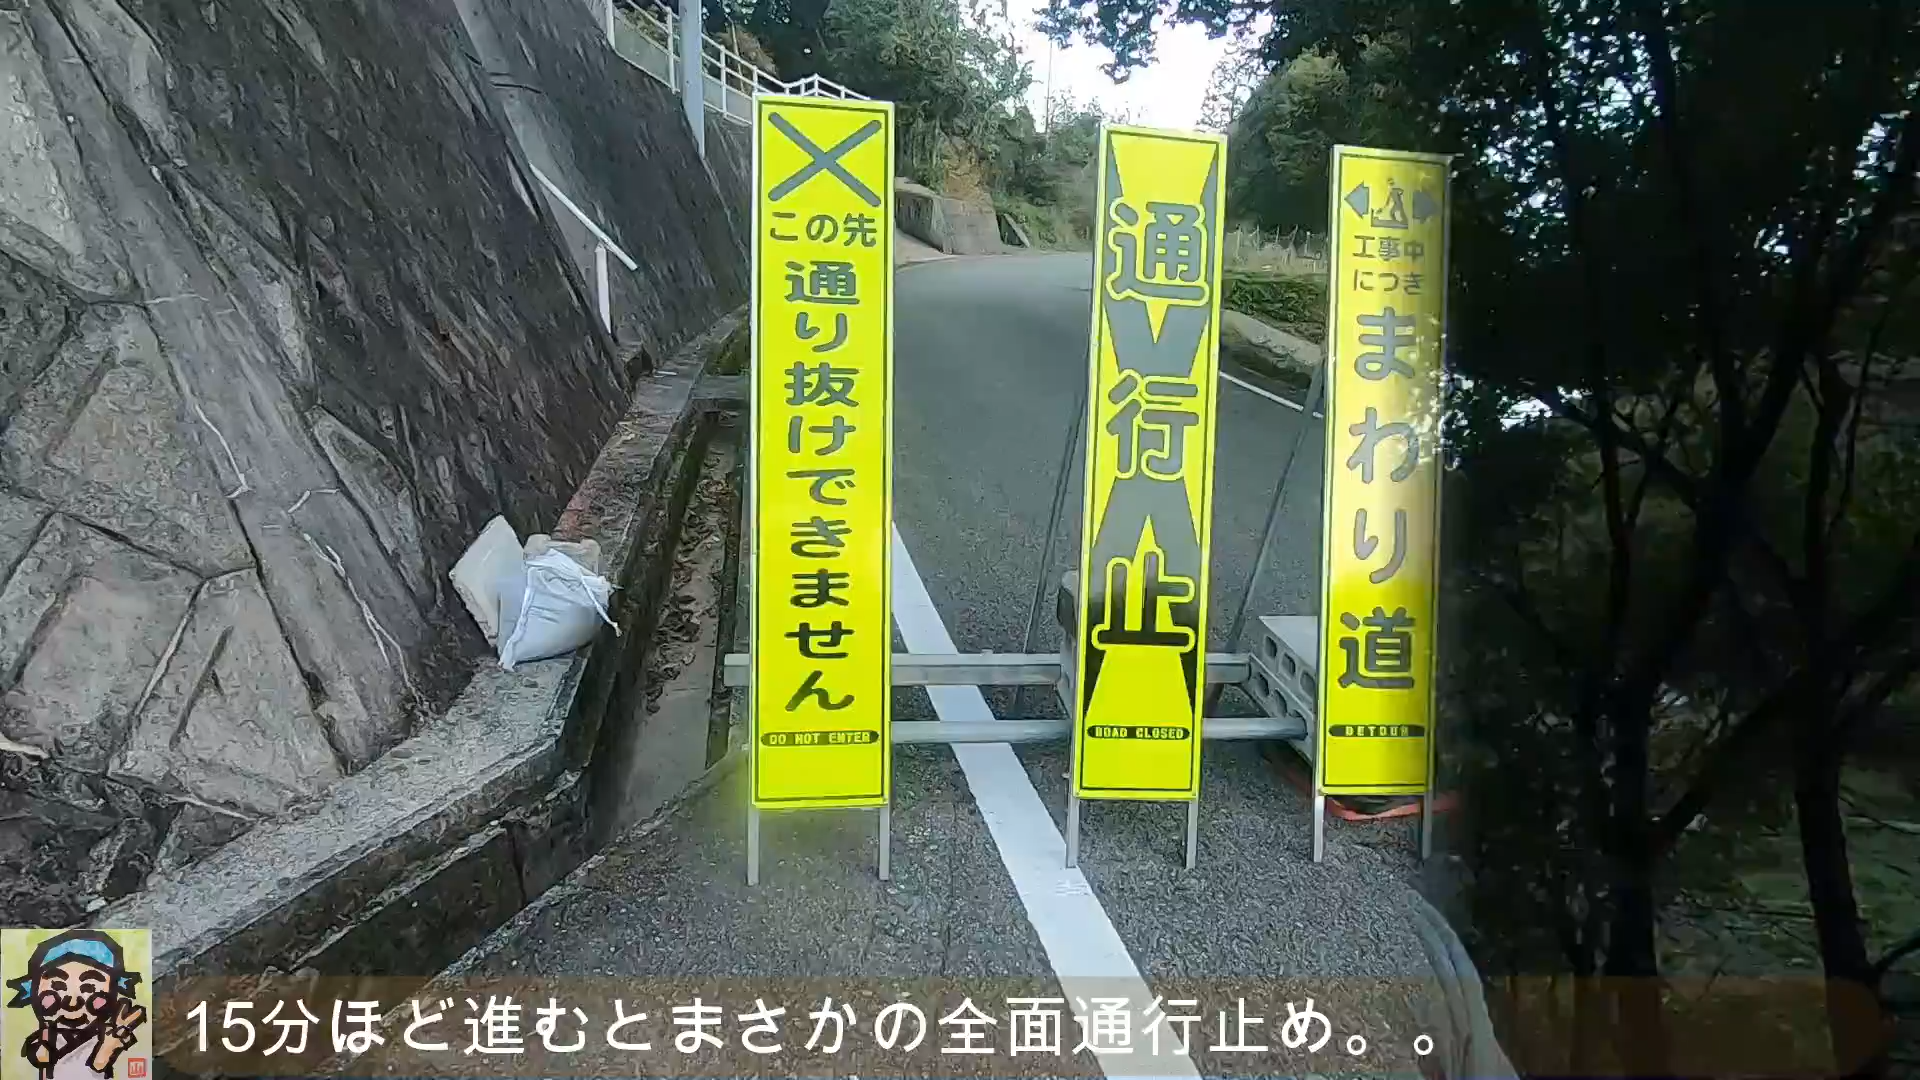 この先
通り抜けできません
DO NOT ENTER
通行止
ROAD CLOSED
工事中
につき
まわり道
DETOUR
15分ほど進むとまさかの全面通行止め。。